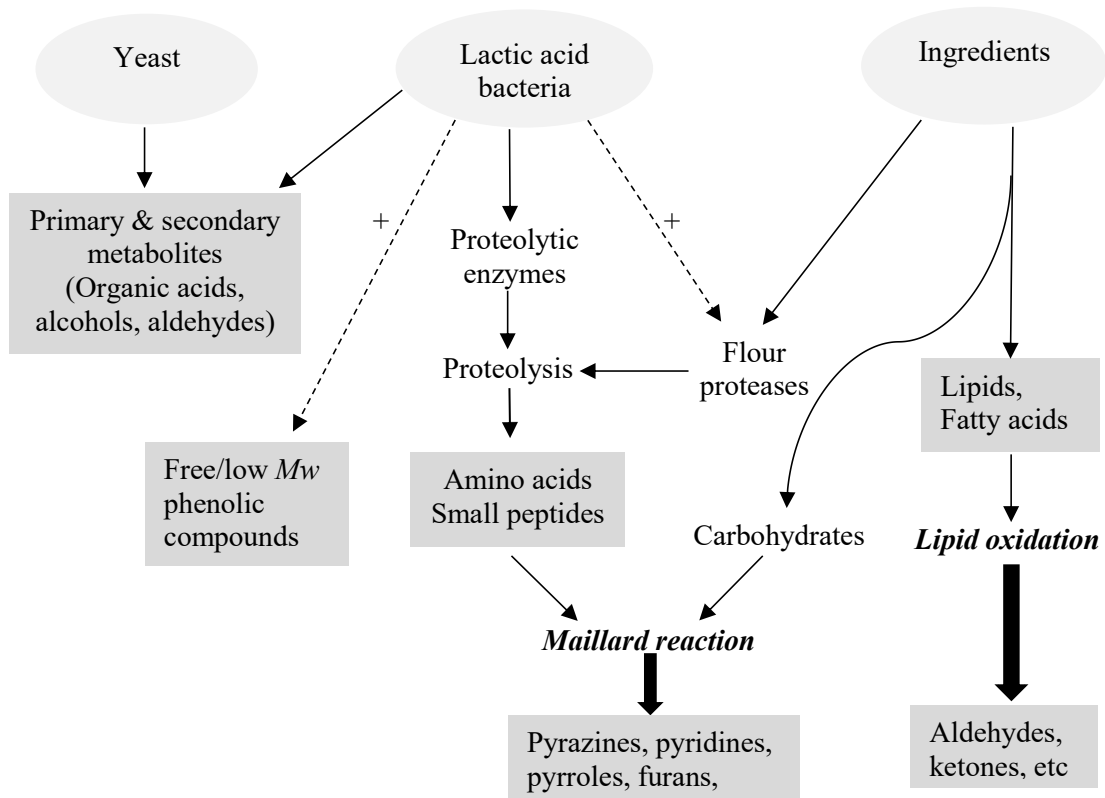 Yeast
Lactic acid
bacteria
Ingredients
+
+
Primary & secondary
metabolites
(Organic acids,
alcohols, aldehydes)
Proteolytic
enzymes
Proteolysis
Flour
proteases
Lipids,
Fatty acids
Free/low Mw
phenolic
compounds
Amino acids
Small peptides
Carbohydrates
Lipid oxidation
Maillard reaction
Pyrazines, pyridines,
pyrroles, furans,
Aldehydes,
ketones, etc